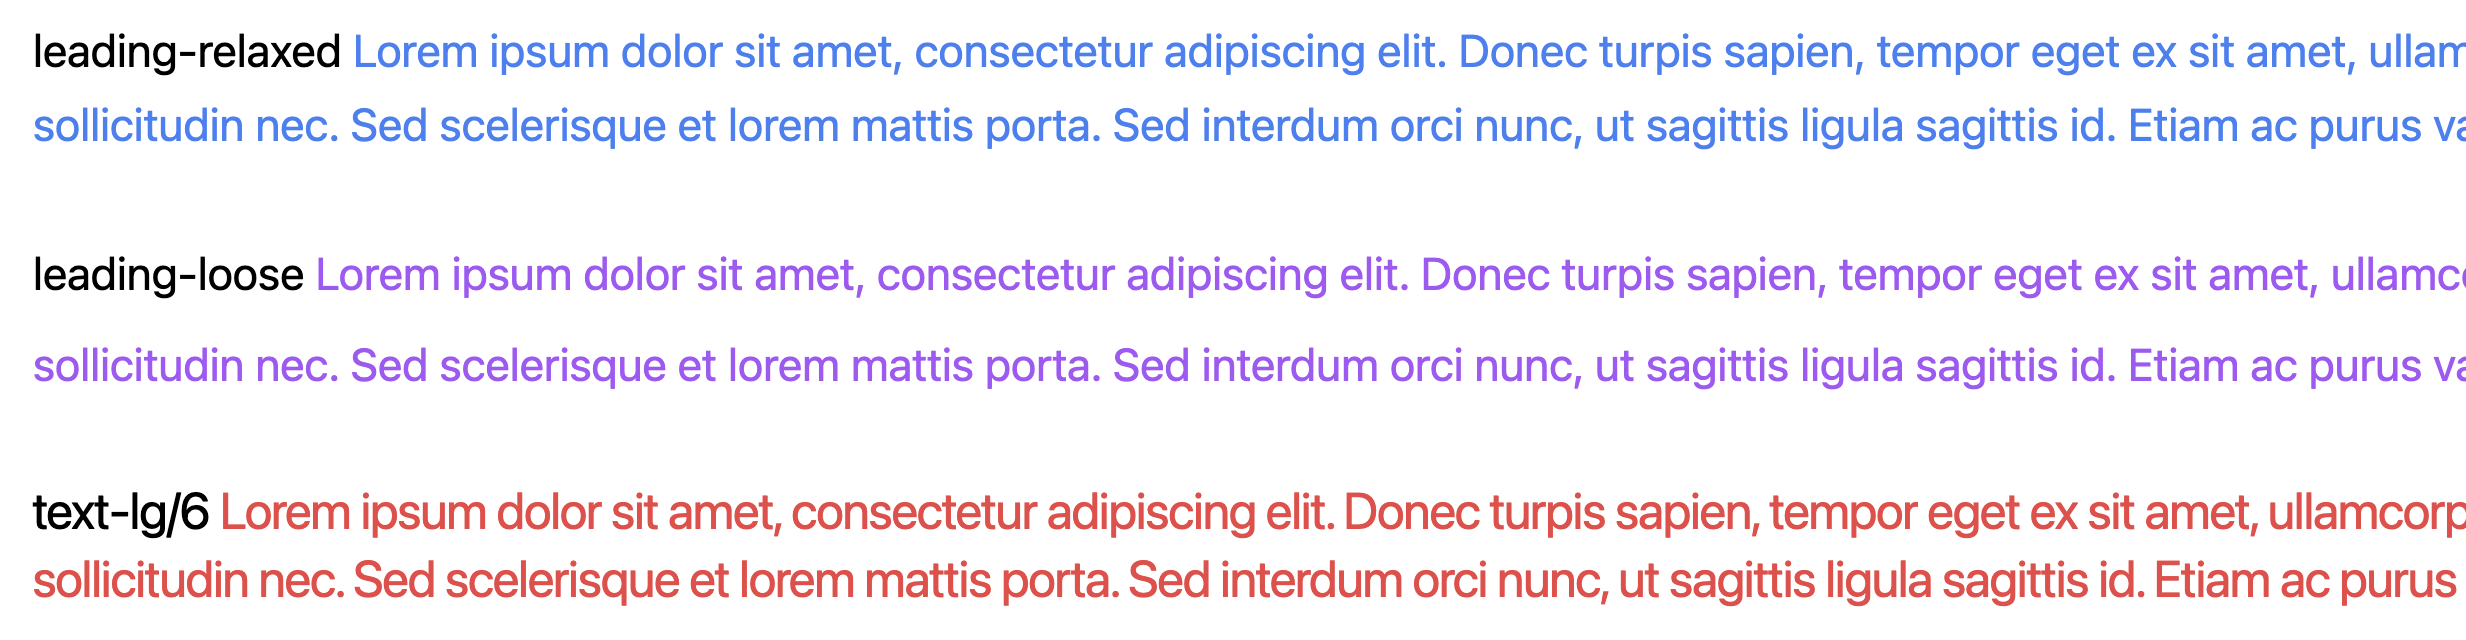 leading-relaxed Lorem ipsum dolor sit amet, consectetur adipiscing elit. Donec turpis sapien, tempor eget ex sit amet, ullam
sollicitudin nec. Sed scelerisque et lorem mattis porta. Sed interdum orci nunc, ut sagittis ligula sagittis id. Etiam ac purus va
leading-loose Lorem ipsum dolor sit amet, consectetur adipiscing elit. Donec turpis sapien, tempor eget ex sit amet, ullamc
sollicitudin nec. Sed scelerisque et lorem mattis porta. Sed interdum orci nunc, ut sagittis ligula sagittis id. Etiam ac purus va
text-lg/6 Lorem ipsum dolor sit amet, consectetur adipiscing elit. Donec turpis sapien, tempor eget ex sit amet, ullamcorp
sollicitudin nec. Sed scelerisque et lorem mattis porta. Sed interdum orci nunc, ut sagittis ligula sagittis id. Etiam ac purus